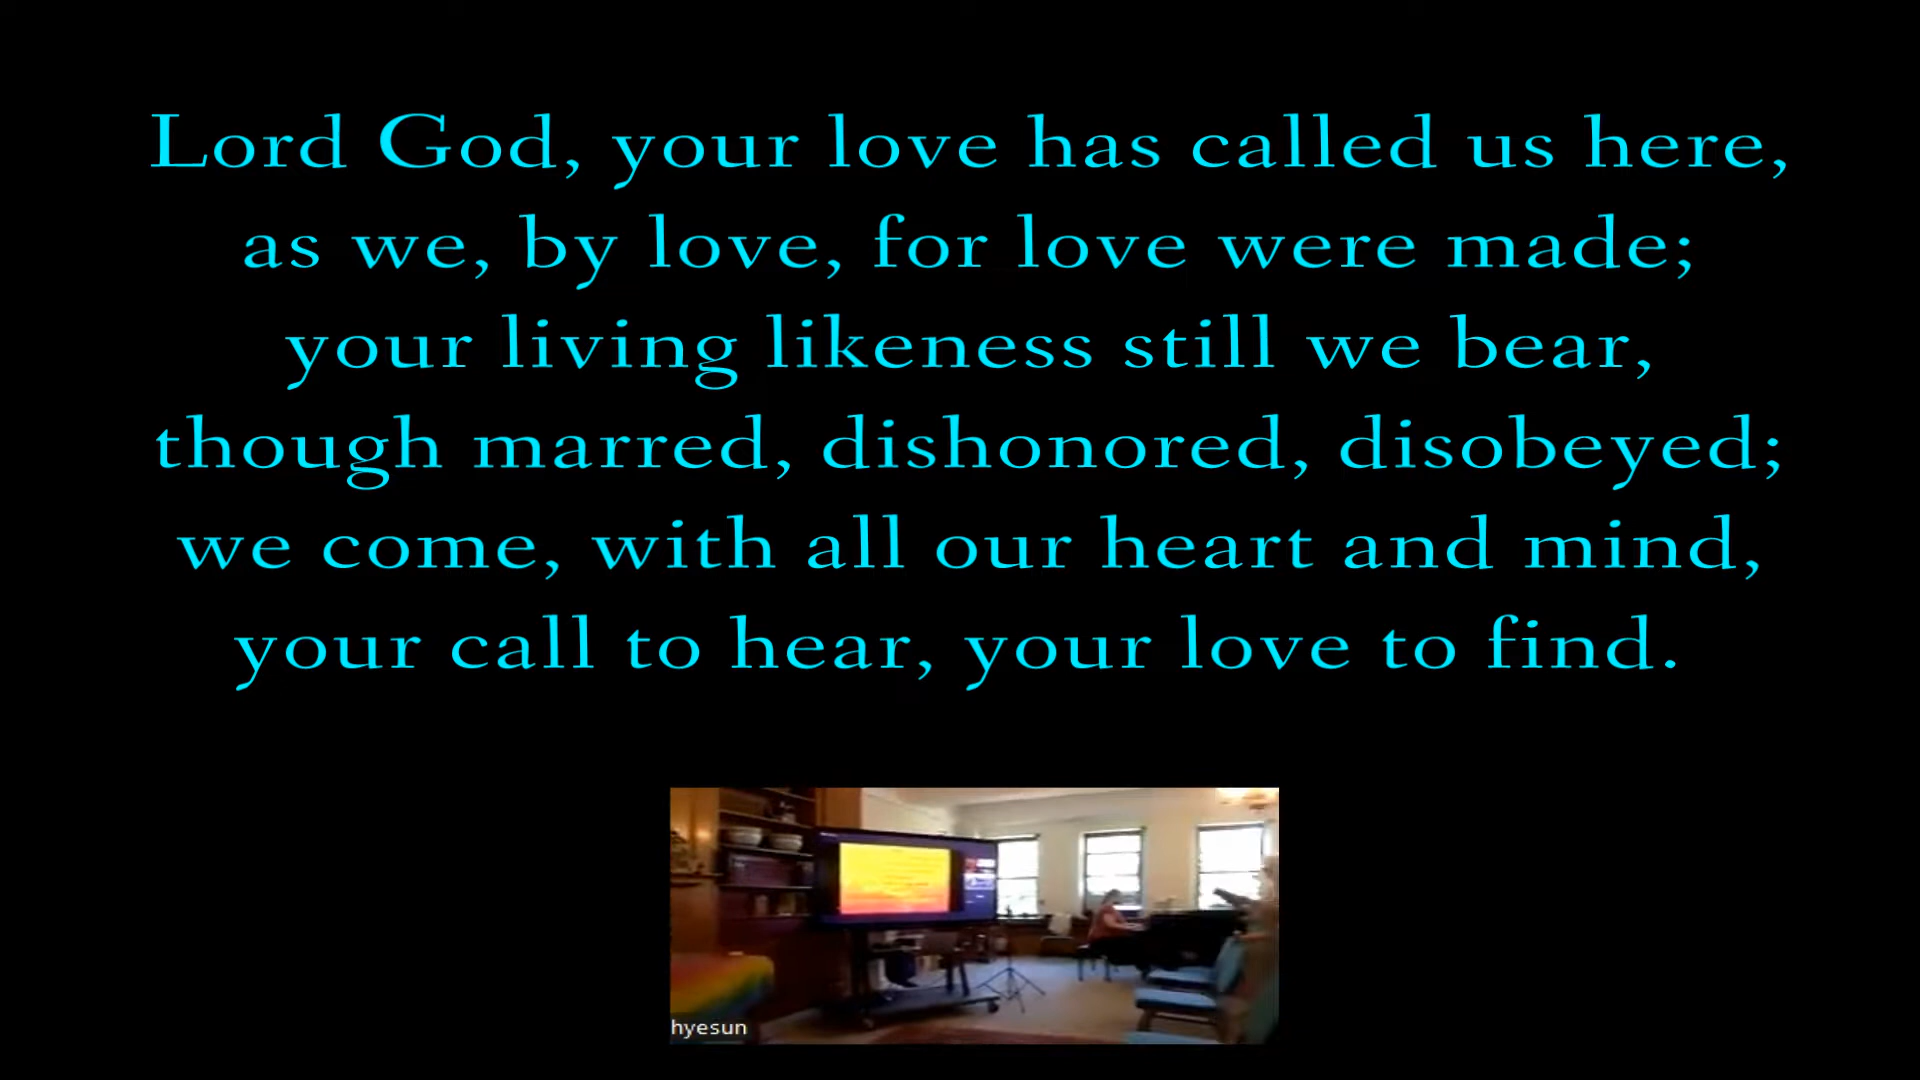 Lord God, your love has called us here,
as we, by love, for love were made;
your living likeness still we bear,
though marred, dishonored, disobeyed;
we come, with all our heart and mind,
your call to hear, your love to find.
hyesun